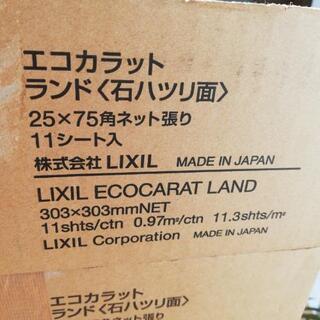 エコカラット
ランド〈石ハツリ面〉
25×75角ネット張り
11シート入
株式会社 LIXIL MADE IN JAPAN
LIXIL ECOCARAT LAND
303×303mmNET
11shts/ctn 0.97m²/ctn 11.3shts/m²
LIXIL Corporation MADE IN JAPAN
エコカラット
ランド〈石ハツリ面〉